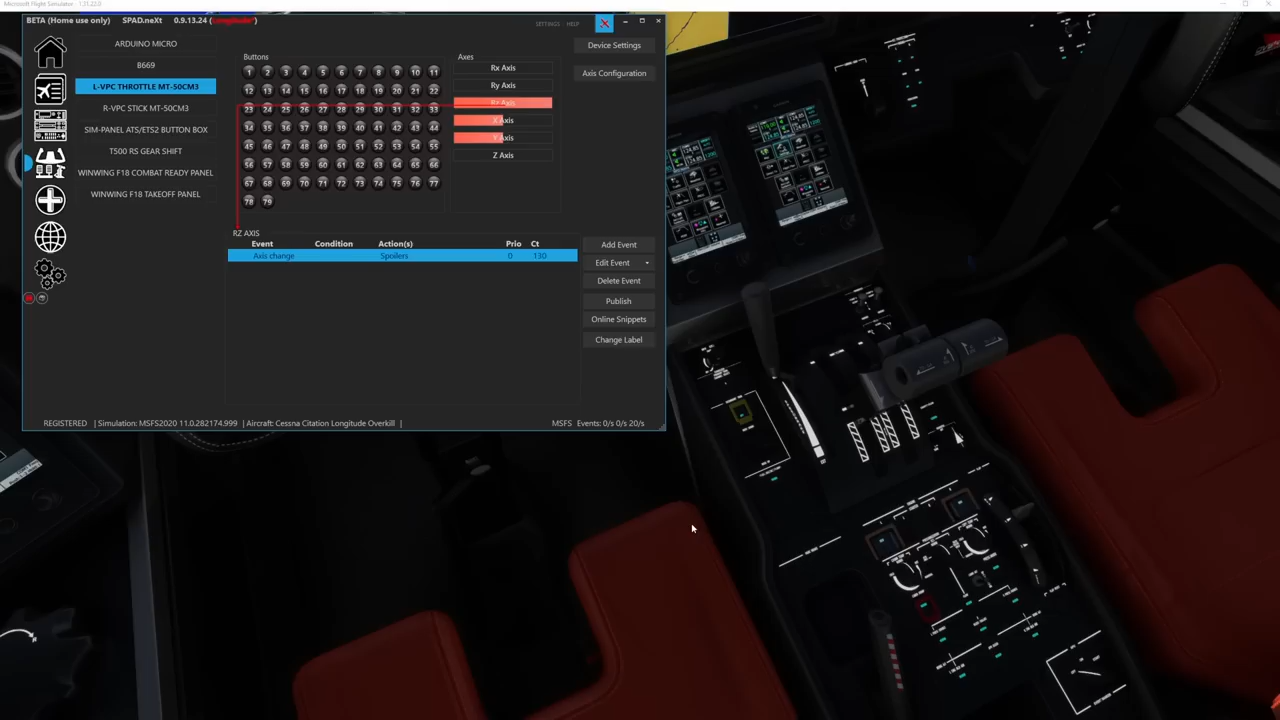 Microsoft Flight Simulator - 1.31.22.0
BETA (Home use only) SPAD.neXt 0.9.13.24 (Longitude*)
SETTINGS | HELP
ARDUINO MICRO
B669
L-VPC THROTTLE MT-50CM3
R-VPC STICK MT-50CM3
SIM-PANEL ATS/ETS2 BUTTON BOX
T500 RS GEAR SHIFT
WINWING F18 COMBAT READY PANEL
WINWING F18 TAKEOFF PANEL
Buttons
1 2 3 4 5 6 7 8 9 10 11
12 13 14 15 16 17 18 19 20 21 22
23 24 25 26 27 28 29 30 31 32 33
34 35 36 37 38 39 40 41 42 43 44
45 46 47 48 49 50 51 52 53 54 55
56 57 58 59 60 61 62 63 64 65 66
67 68 69 70 71 72 73 74 75 76 77
78 79
Axes
Rx Axis
Ry Axis
Rz Axis
X Axis
Y Axis
Z Axis
Device Settings
Axis Configuration
RZ AXIS
Event Condition Action(s) Prio Ct
Axis change Spoilers 0 130
Add Event
Edit Event
Delete Event
Publish
Online Snippets
Change Label
REGISTERED | Simulation: MSFS2020 11.0.282174.999 | Aircraft: Cessna Citation Longitude Overkill |
MSFS Events: 0/s 0/s 20/s